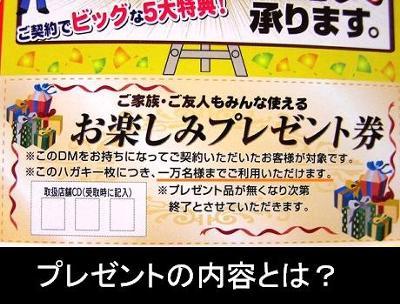 ご契約でビッグな5大特典!
承ります。
ご家族・ご友人もみんな使える
お楽しみプレゼント券
※このDMをお持ちになってご契約いただいたお客様が対象です。
※このハガキ一枚につき、一万名様までご利用いただけます。
取扱店舗CD(受取時に記入)
※プレゼント品が無くなり次第
終了とさせていただきます。
プレゼントの内容とは？